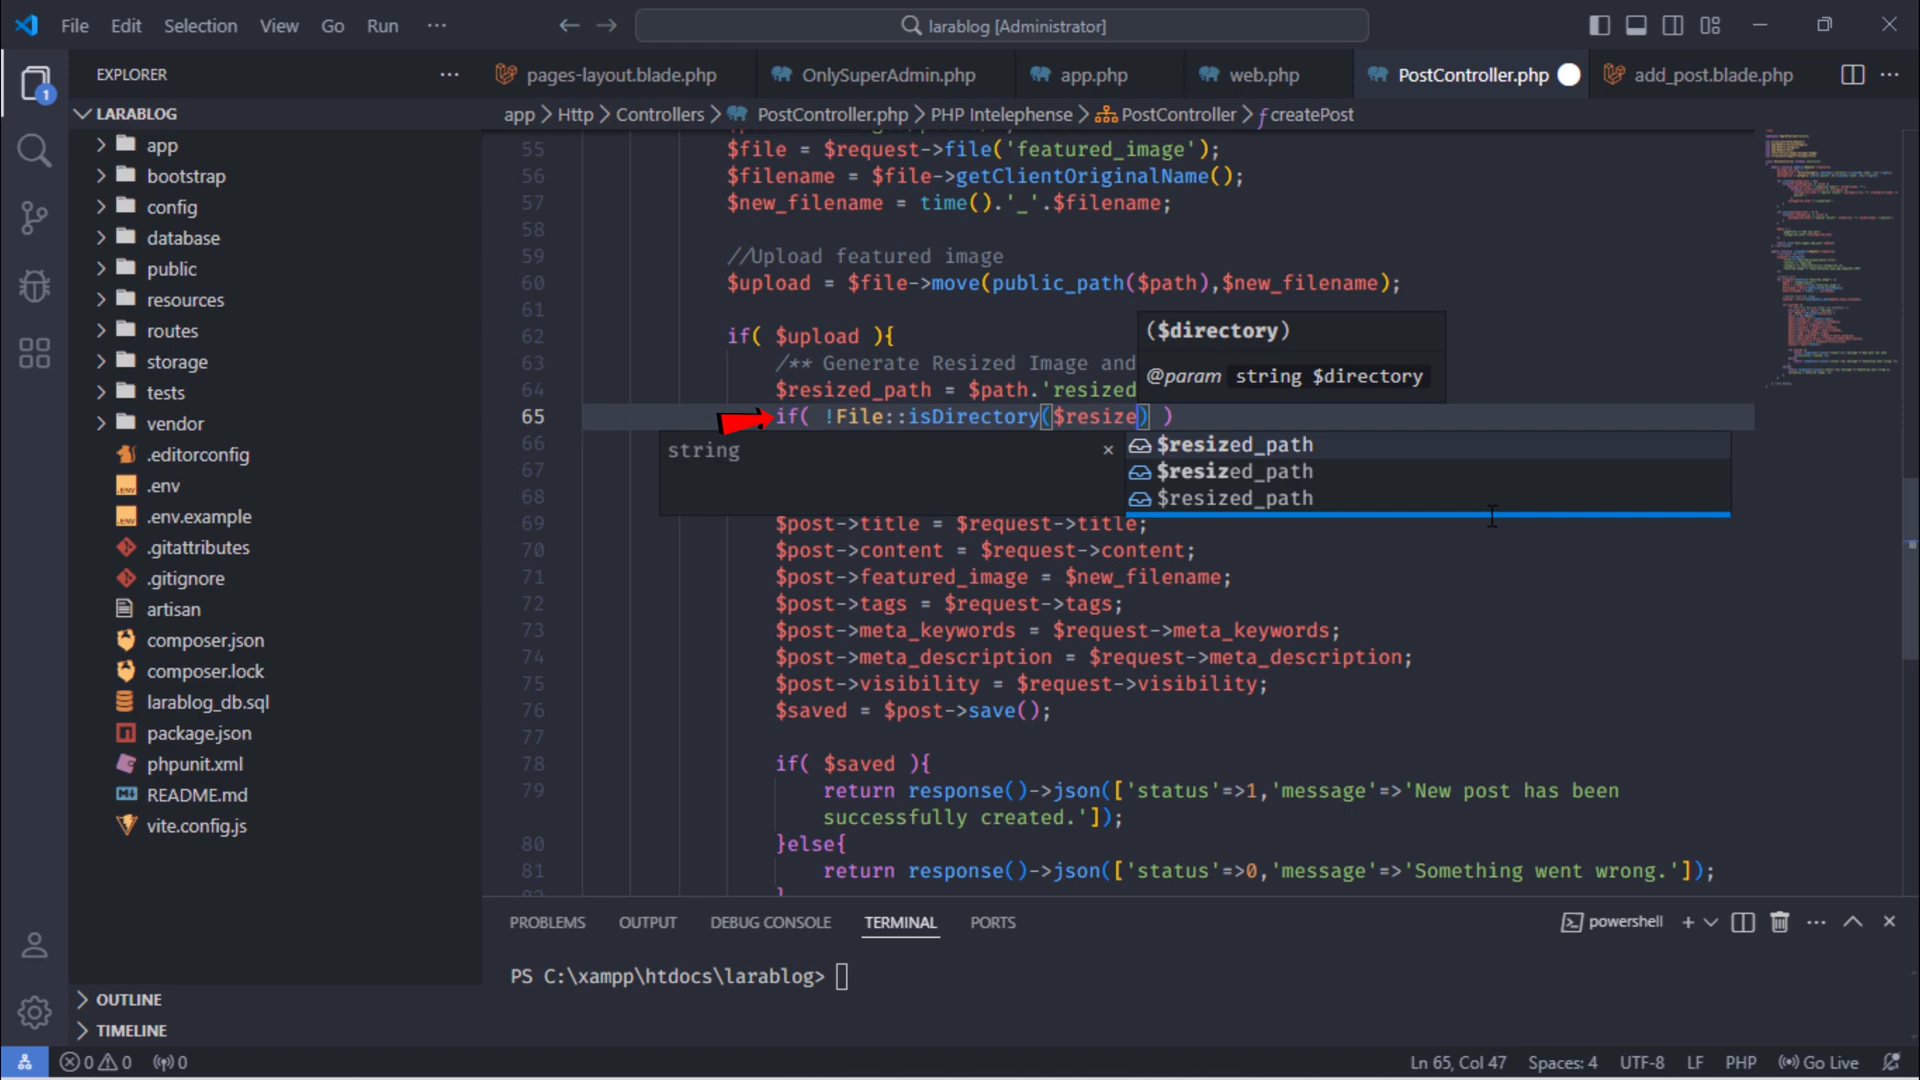 File Edit Selection View Go Run ···
larablog [Administrator]
EXPLORER
pages-layout.blade.php OnlySuperAdmin.php app.php web.php PostController.php add_post.blade.php
LARABLOG
app > Http > Controllers > PostController.php > PHP Intelephense > PostController > createPost
app
bootstrap
config
database
public
resources
routes
storage
tests
vendor
.editorconfig
.env
.env.example
.gitattributes
.gitignore
artisan
composer.json
composer.lock
larablog_db.sql
package.json
phpunit.xml
README.md
vite.config.js
OUTLINE
TIMELINE
55 $file = $request->file('featured_image');
56 $filename = $file->getClientOriginalName();
57 $new_filename = time().'_'.$filename;
58
59 //Upload featured image
60 $upload = $file->move(public_path($path),$new_filename);
61
62 if( $upload ){
63 /** Generate Resized Image and
64 $resized_path = $path.'resized
65 if( !File::isDirectory($resize) )
($directory)
@param string $directory
string ×
$resized_path
$resized_path
$resized_path
66
67
68
69 $post->title = $request->title;
70 $post->content = $request->content;
71 $post->featured_image = $new_filename;
72 $post->tags = $request->tags;
73 $post->meta_keywords = $request->meta_keywords;
74 $post->meta_description = $request->meta_description;
75 $post->visibility = $request->visibility;
76 $saved = $post->save();
77
78 if( $saved ){
79 return response()->json(['status'=>1,'message'=>'New post has been
successfully created.']);
80 }else{
81 return response()->json(['status'=>0,'message'=>'Something went wrong.']);
PROBLEMS OUTPUT DEBUG CONSOLE TERMINAL PORTS
powershell
PS C:\xampp\htdocs\larablog>
0 0 0
Ln 65, Col 47 Spaces: 4 UTF-8 LF PHP Go Live